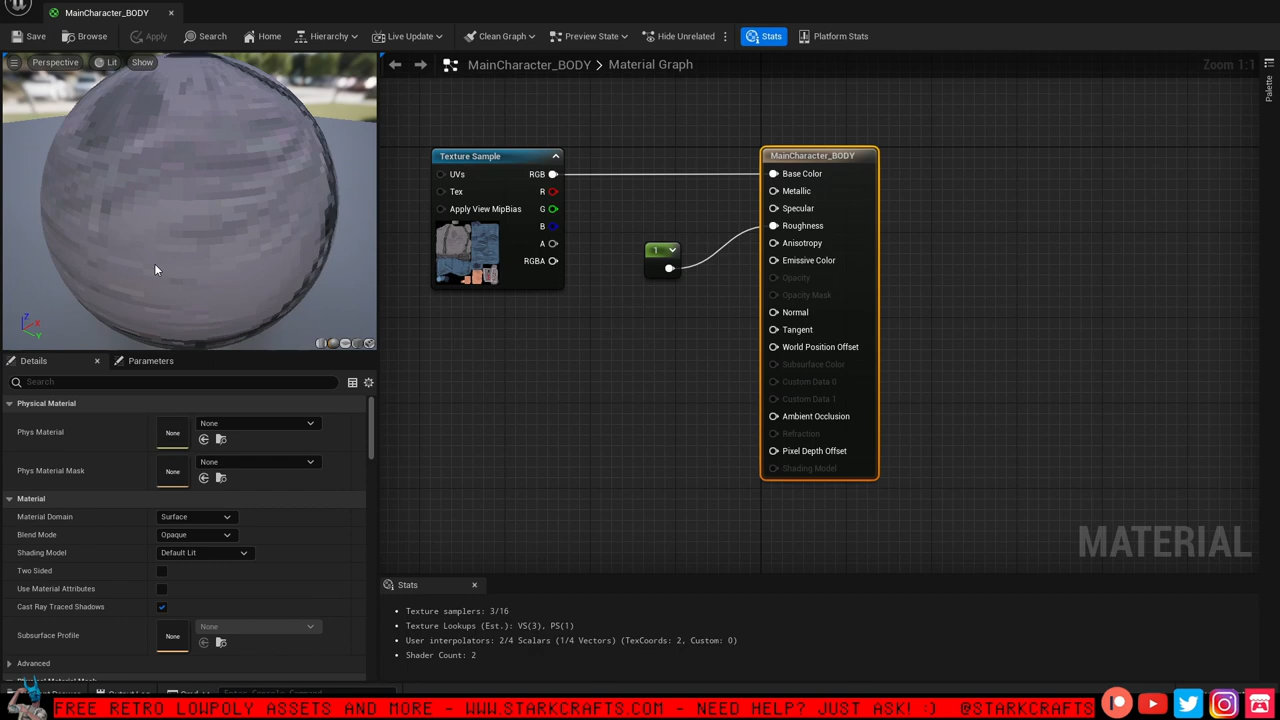 MainCharacter_BODY
Save Browse Apply Search Home Hierarchy Live Update Clean Graph Preview State Hide Unrelated Stats Platform Stats
Perspective Lit Show
MainCharacter_BODY > Material Graph Zoom 1:1
Palette
Texture Sample
UVs RGB
Tex R
Apply View MipBias G
B
A
RGBA
1
MainCharacter_BODY
Base Color
Metallic
Specular
Roughness
Anisotropy
Emissive Color
Opacity
Opacity Mask
Normal
Tangent
World Position Offset
Subsurface Color
Custom Data 0
Custom Data 1
Ambient Occlusion
Refraction
Pixel Depth Offset
Shading Model
MATERIAL
Z X
Y
Details Parameters
Search
Physical Material
Phys Material None None
Phys Material Mask None None
Material
Material Domain Surface
Blend Mode Opaque
Shading Model Default Lit
Two Sided
Use Material Attributes
Cast Ray Traced Shadows
Subsurface Profile None None
Advanced
Stats
Texture samplers: 3/16
Texture Lookups (Est.): VS(3), PS(1)
User interpolators: 2/4 Scalars (1/4 Vectors) (TexCoords: 2, Custom: 0)
Shader Count: 2
FREE RETRO LOWPOLY ASSETS AND MORE - WWW.STARKCRAFTS.COM - NEED HELP? JUST ASK! :) @STARKCRAFTS